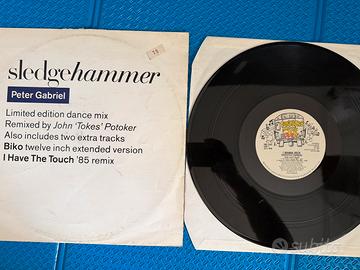 19
sledgehammer
Peter Gabriel
Limited edition dance mix
Remixed by John 'Tokes' Potoker
Also includes two extra tracks
Biko twelve inch extended version
I Have The Touch '85 remix
subito